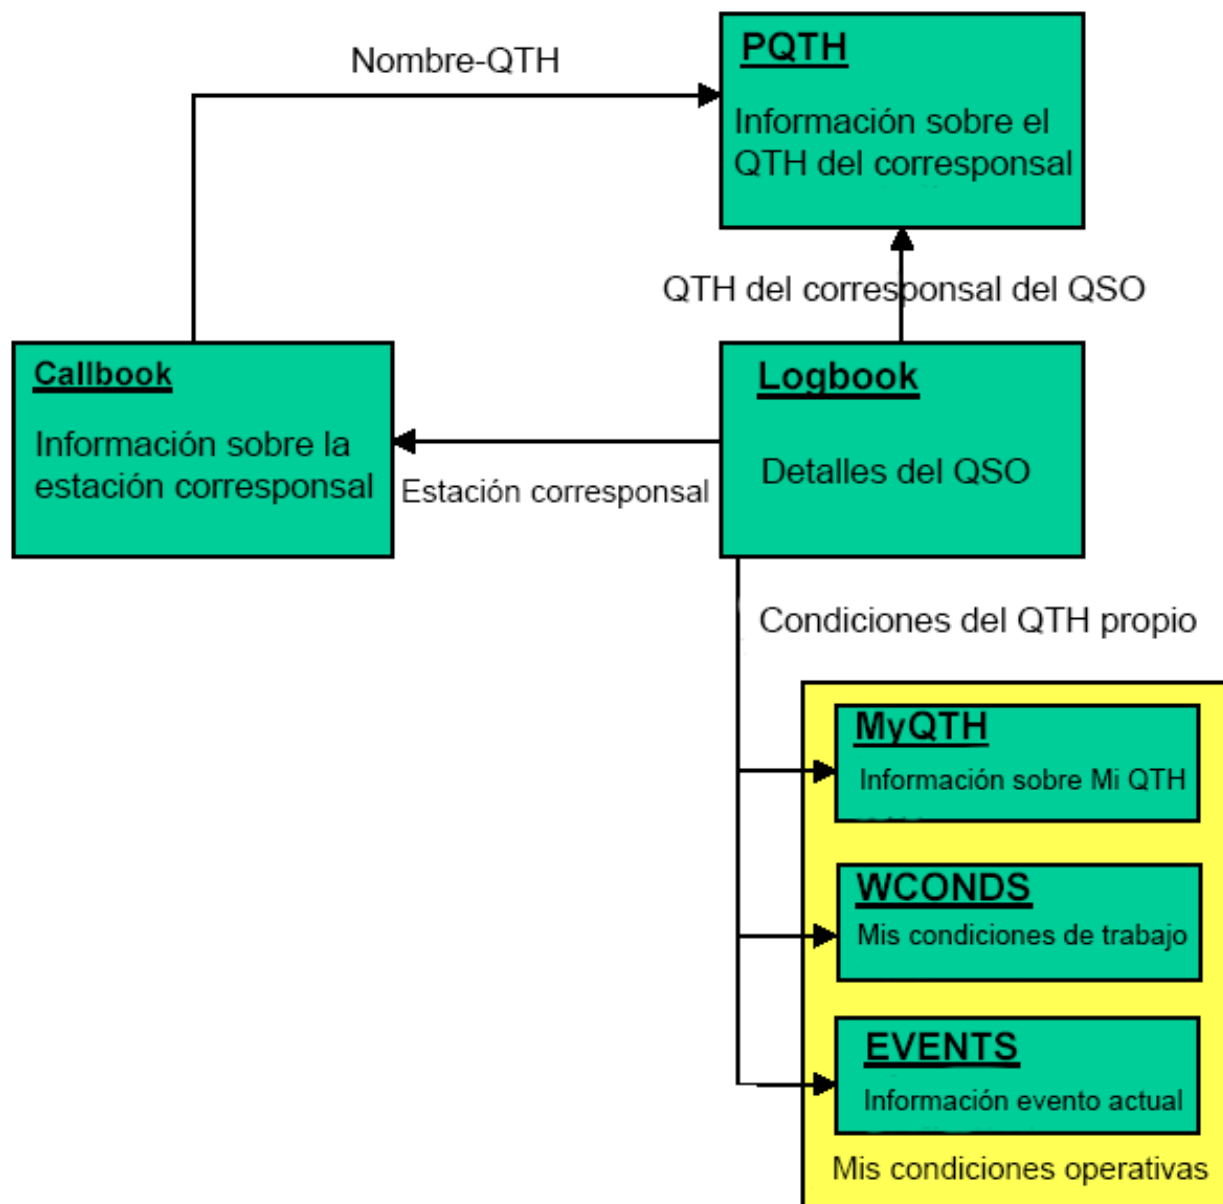 Nombre-QTH
PQTH
Información sobre el
QTH del corresponsal
QTH del corresponsal del QSO
Callbook
Información sobre la
estación corresponsal
Estación corresponsal
Logbook
Detalles del QSO
Condiciones del QTH propio
MyQTH
Información sobre Mi QTH
WCONDS
Mis condiciones de trabajo
EVENTS
Información evento actual
Mis condiciones operativas